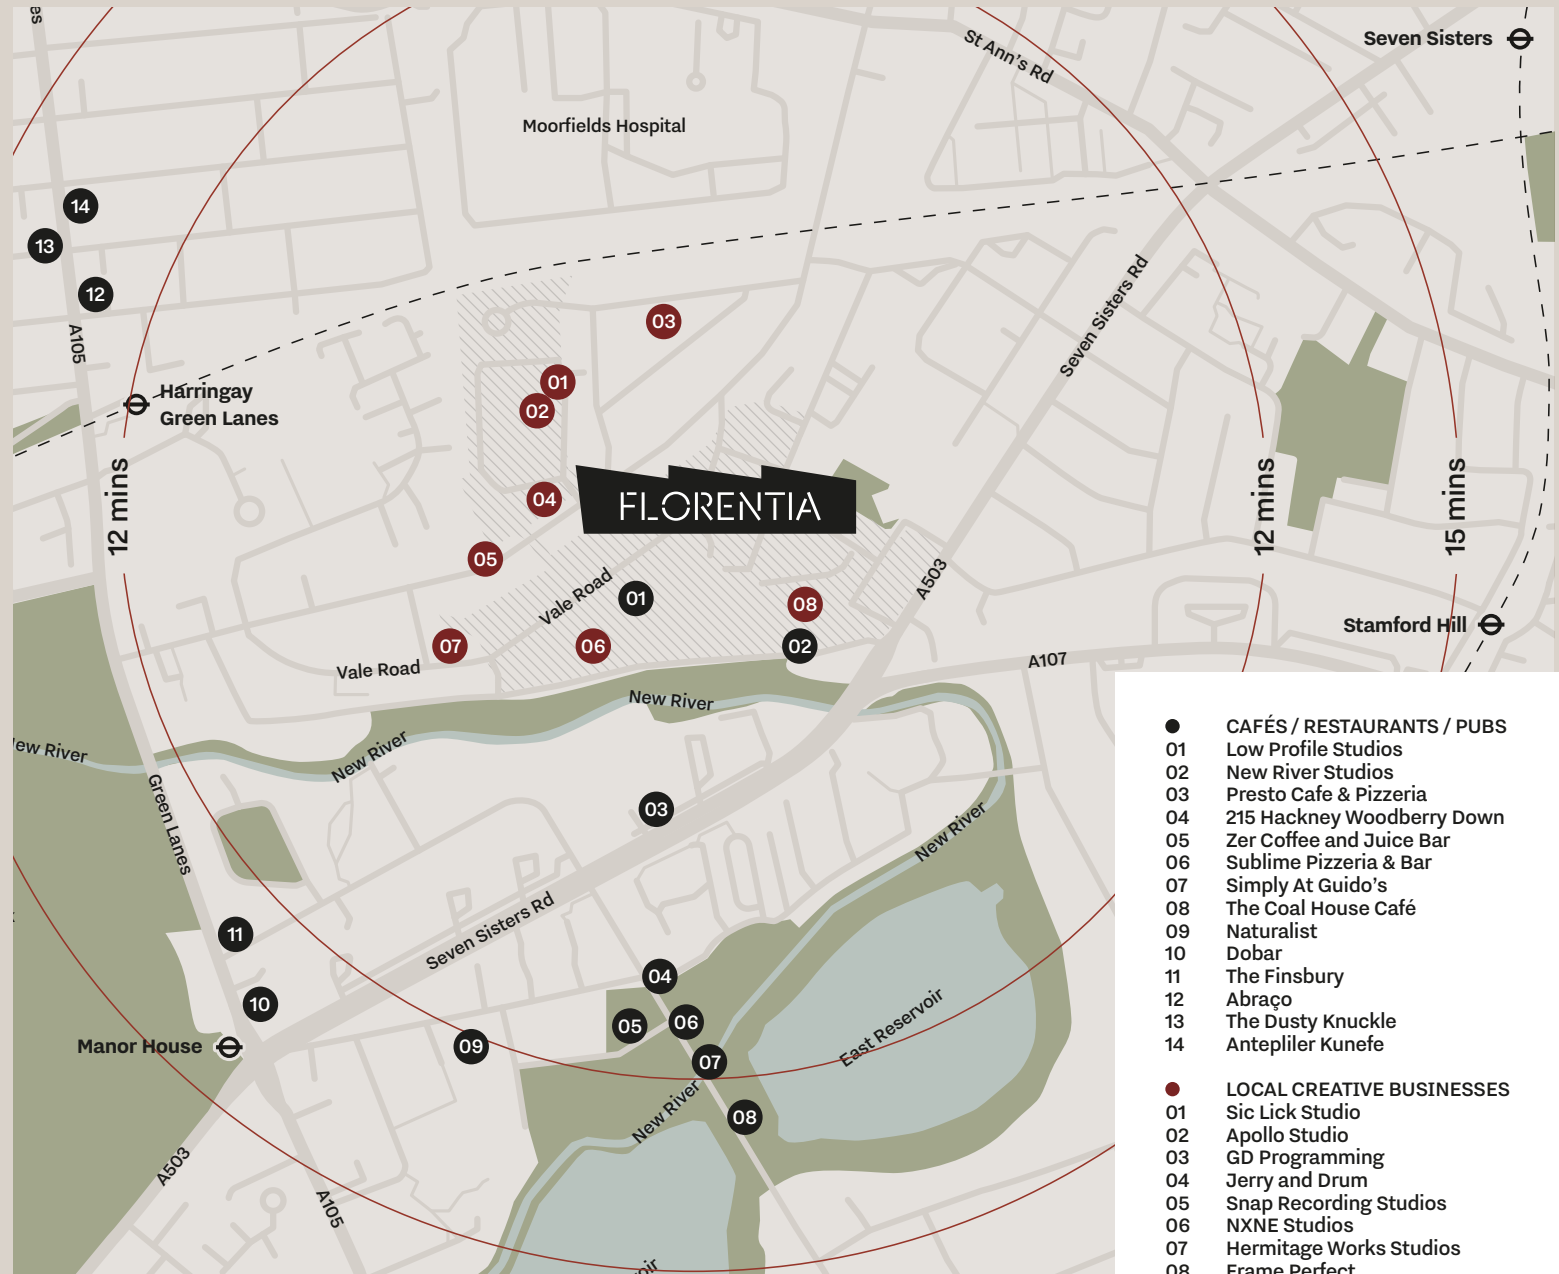 es
St Ann's Rd
Seven Sisters
Moorfields Hospital
14
13
12
A105
Harringay
Green Lanes
Seven Sisters Rd
03
01
02
04
FLORENTIA
12 mins
12 mins
15 mins
05
Vale Road
01
A503
08
Stamford Hill
07
06
02
Vale Road
A107
New River
ew River
New River
Green Lanes
03
New River
11
Seven Sisters Rd
04
10
05
06
East Reservoir
Manor House
09
07
New River
08
A503
A105
oir
CAFÉS / RESTAURANTS / PUBS
01 Low Profile Studios
02 New River Studios
03 Presto Cafe & Pizzeria
04 215 Hackney Woodberry Down
05 Zer Coffee and Juice Bar
06 Sublime Pizzeria & Bar
07 Simply At Guido's
08 The Coal House Café
09 Naturalist
10 Dobar
11 The Finsbury
12 Abraço
13 The Dusty Knuckle
14 Antepliler Kunefe
LOCAL CREATIVE BUSINESSES
01 Sic Lick Studio
02 Apollo Studio
03 GD Programming
04 Jerry and Drum
05 Snap Recording Studios
06 NXNE Studios
07 Hermitage Works Studios
08 Frame Perfect